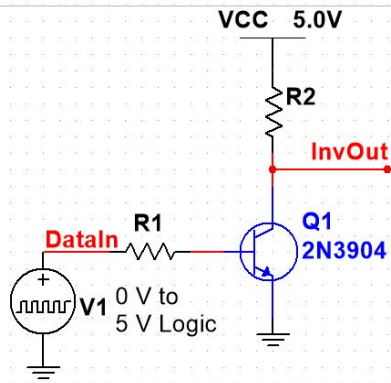 VCC 5.0V
R2
InvOut
Q1
2N3904
DataIn
R1
V1
0 V to
5 V Logic
+